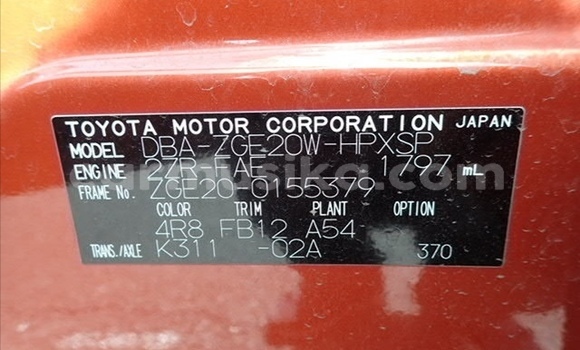 TOYOTA MOTOR CORPORATION JAPAN
MODEL DBA-ZGE20W-HPXSP
ENGINE 2ZR-FAE 1797 mL
FRAME No. ZGE20-0155379
COLOR TRIM PLANT OPTION
4R8 FB12 A54
TRANS./AXLE K311 -02A 370